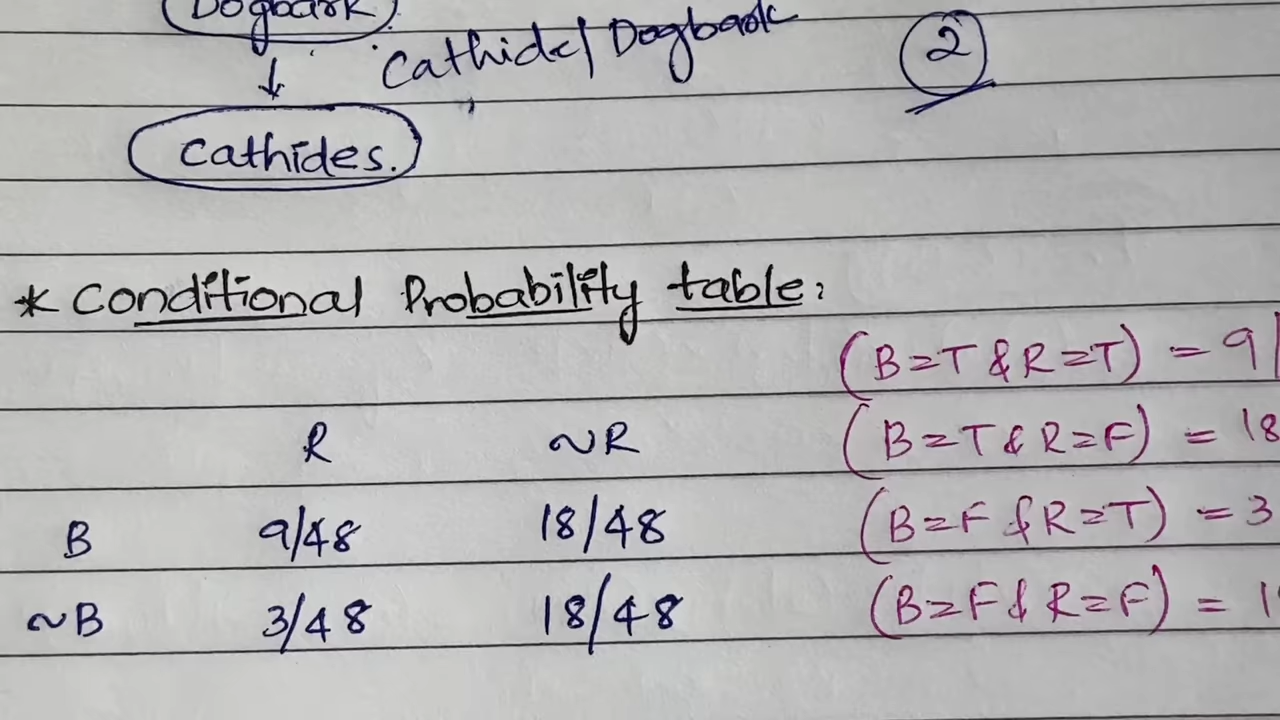 Dogbark
Cathide/Dogbark
2
Cathides.
* Conditional Probability table:
(B=T & R=T) = 9/
R ~R (B=T & R=F) = 18
B 9/48 18/48 (B=F & R=T) = 3
~B 3/48 18/48 (B=F & R=F) = 1